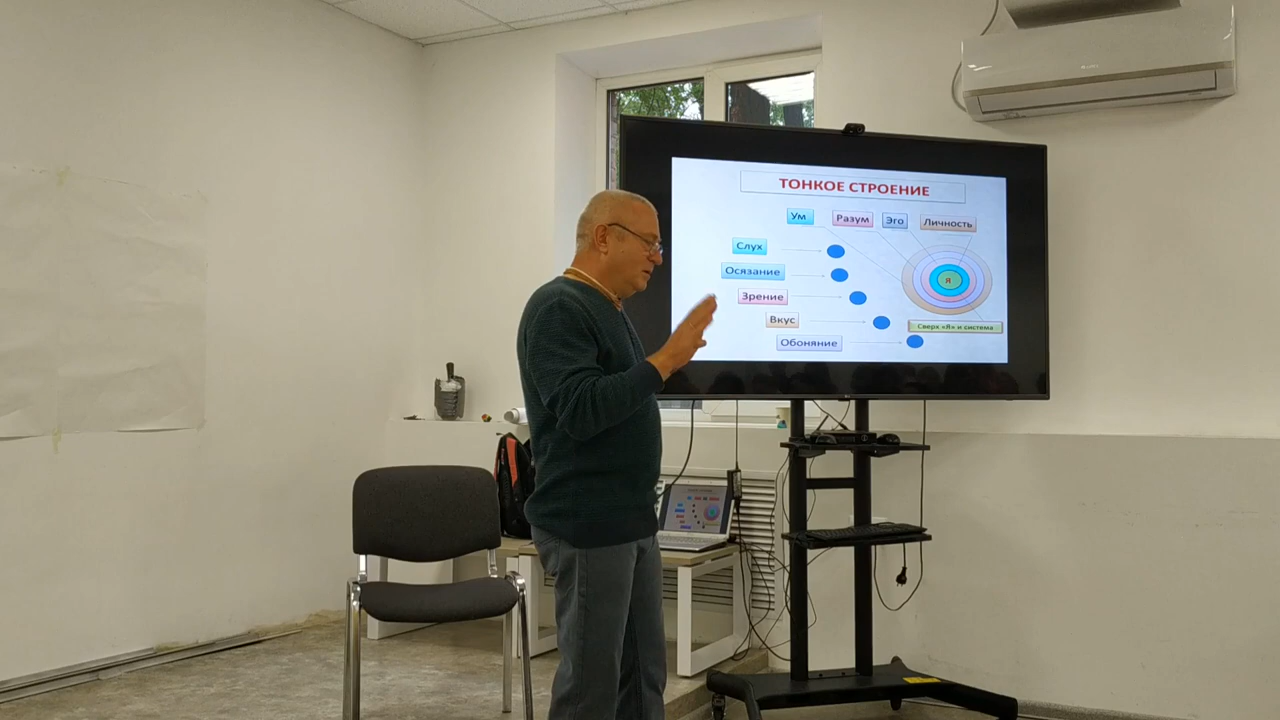 ТОНКОЕ СТРОЕНИЕ
Ум Разум Эго Личность
Слух
Осязание
Я
Зрение
Вкус
Сверх «Я» и система
Обоняние